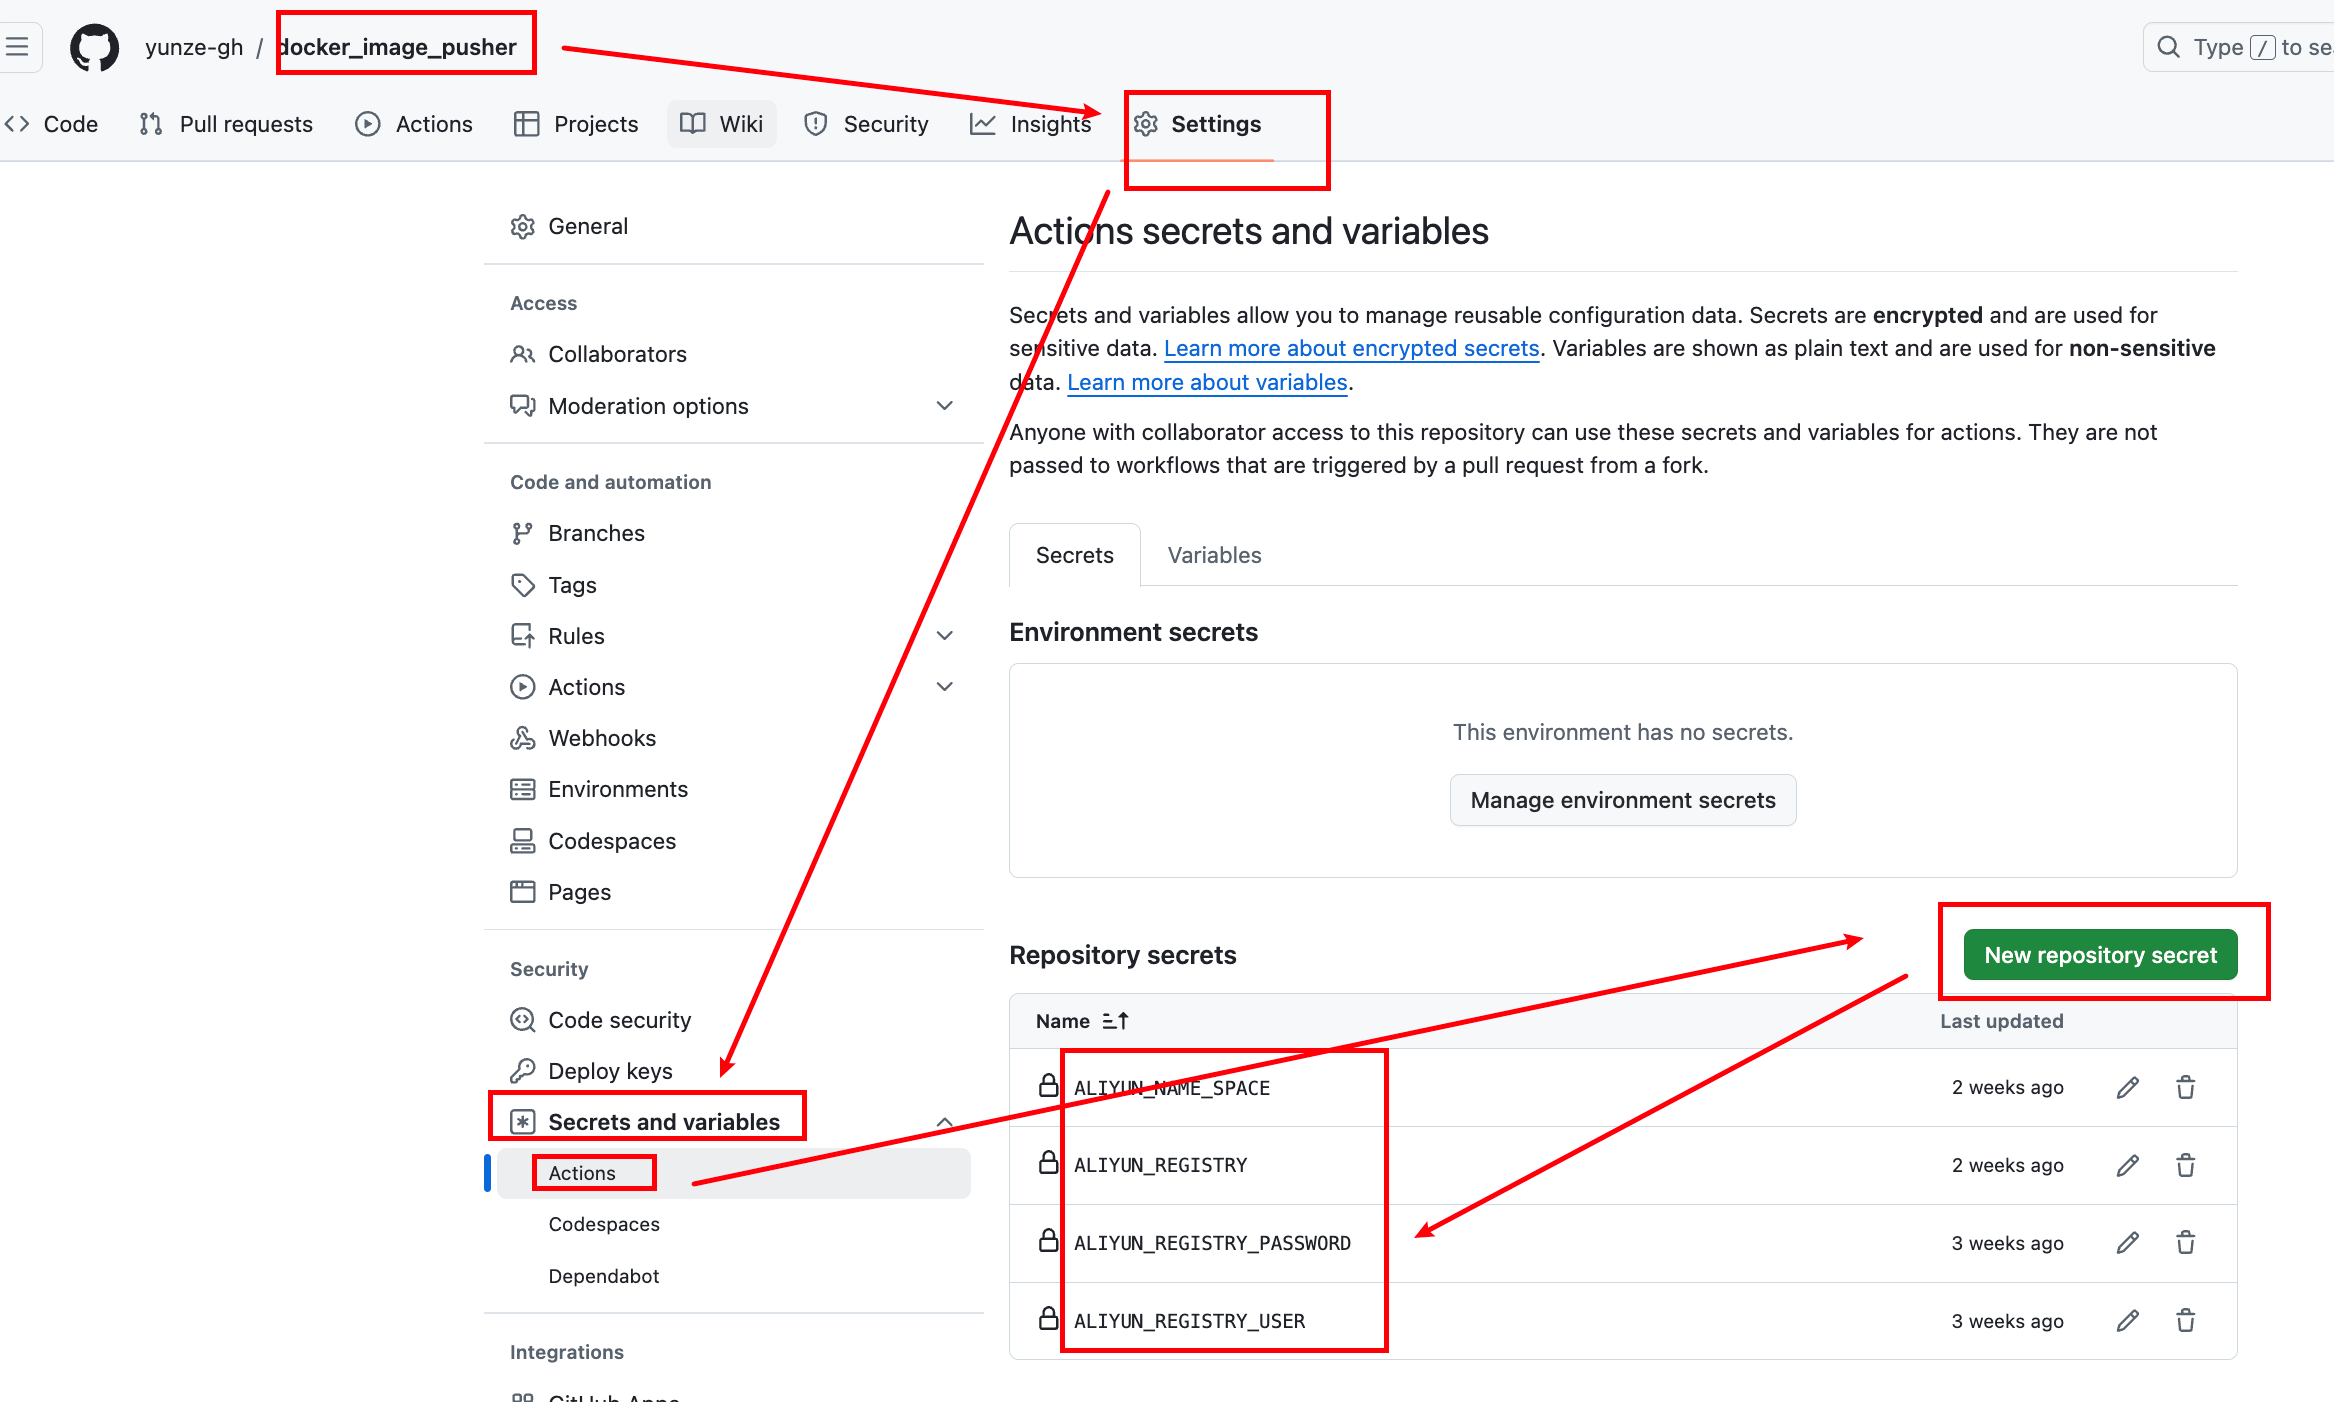 yunze-gh / docker_image_pusher
Type / to se
Code
Pull requests
Actions
Projects
Wiki
Security
Insights
Settings
General
Access
Collaborators
Moderation options
Code and automation
Branches
Tags
Rules
Actions
Webhooks
Environments
Codespaces
Pages
Security
Code security
Deploy keys
Secrets and variables
Actions
Codespaces
Dependabot
Integrations
GitHub Apps
Actions secrets and variables
Secrets and variables allow you to manage reusable configuration data. Secrets are encrypted and are used for
sensitive data. Learn more about encrypted secrets. Variables are shown as plain text and are used for non-sensitive
data. Learn more about variables.
Anyone with collaborator access to this repository can use these secrets and variables for actions. They are not
passed to workflows that are triggered by a pull request from a fork.
Secrets
Variables
Environment secrets
This environment has no secrets.
Manage environment secrets
Repository secrets
New repository secret
Name
Last updated
ALIYUN_NAME_SPACE
2 weeks ago
ALIYUN_REGISTRY
2 weeks ago
ALIYUN_REGISTRY_PASSWORD
3 weeks ago
ALIYUN_REGISTRY_USER
3 weeks ago